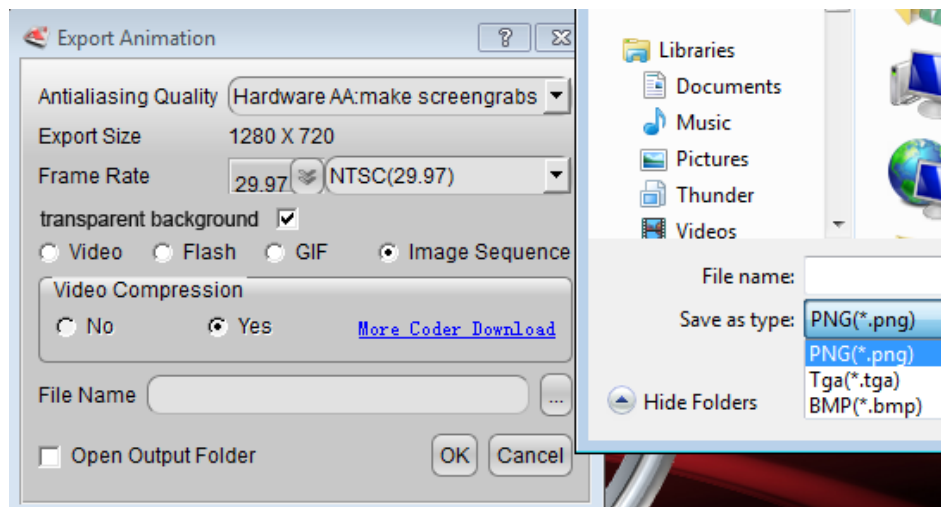 Export Animation
Antialiasing Quality Hardware AA:make screengrabs
Export Size 1280 X 720
Frame Rate 29.97 NTSC(29.97)
transparent background
Video Flash GIF Image Sequence
Video Compression
No Yes More Coder Download
File Name ...
Open Output Folder OK Cancel
Libraries
Documents
Music
Pictures
Thunder
Videos
File name:
Save as type: PNG(*.png)
PNG(*.png)
Tga(*.tga)
BMP(*.bmp)
Hide Folders